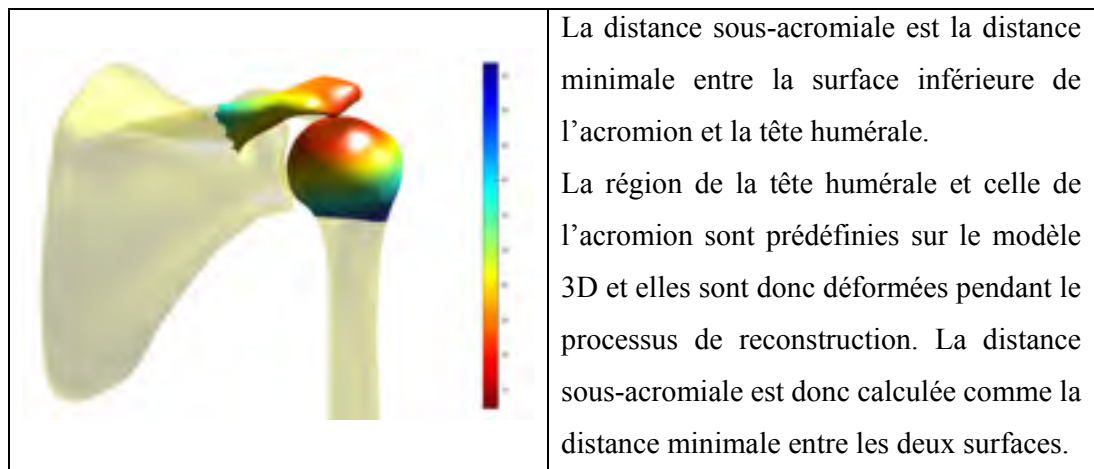 La distance sous-acromiale est la distance
minimale entre la surface inférieure de
l’acromion et la tête humérale.
La région de la tête humérale et celle de
l’acromion sont prédéfinies sur le modèle
3D et elles sont donc déformées pendant le
processus de reconstruction. La distance
sous-acromiale est donc calculée comme la
distance minimale entre les deux surfaces.